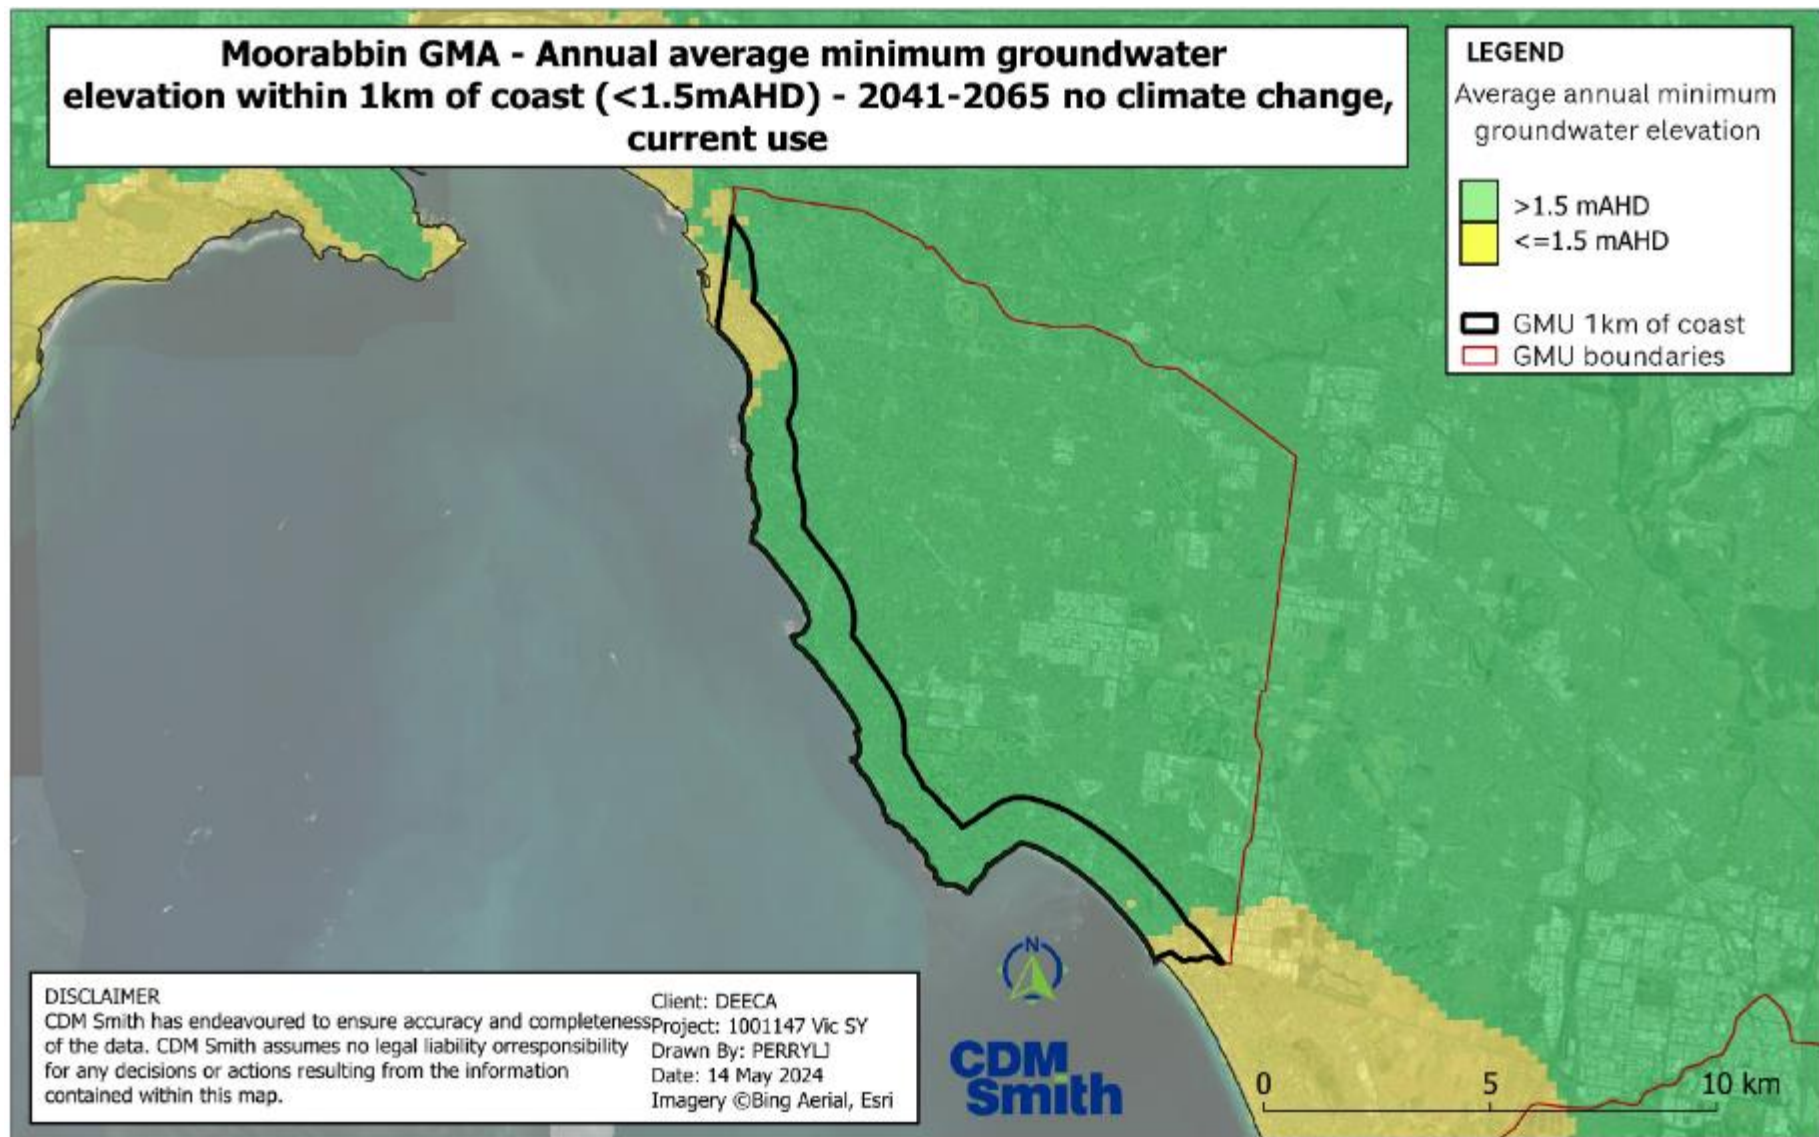 Moorabbin GMA - Annual average minimum groundwater
elevation within 1km of coast (<1.5mAHD) - 2041-2065 no climate change,
current use
LEGEND
Average annual minimum
groundwater elevation
>1.5 mAHD
<=1.5 mAHD
GMU 1km of coast
GMU boundaries
DISCLAIMER
CDM Smith has endeavoured to ensure accuracy and completeness
of the data. CDM Smith assumes no legal liability orresponsibility
for any decisions or actions resulting from the information
contained within this map.
Client: DEECA
Project: 1001147 Vic SY
Drawn By: PERRYLJ
Date: 14 May 2024
Imagery ©Bing Aerial, Esri
N
CDM
Smith
0 5 10 km